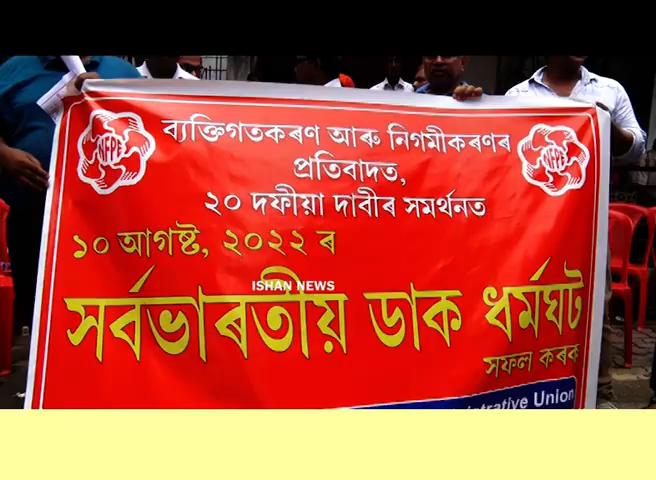 ব্যক্তিগতকৰণ আৰু নিগমীকৰণৰ
প্ৰতিবাদত,
NFPE
NFPE
২০ দফীয়া দাবীৰ সমৰ্থনত
১০ আগষ্ট, ২০২২ ৰ
ISHAN NEWS
সৰ্বভাৰতীয় ডাক ধৰ্মঘট
সফল কৰক
Union